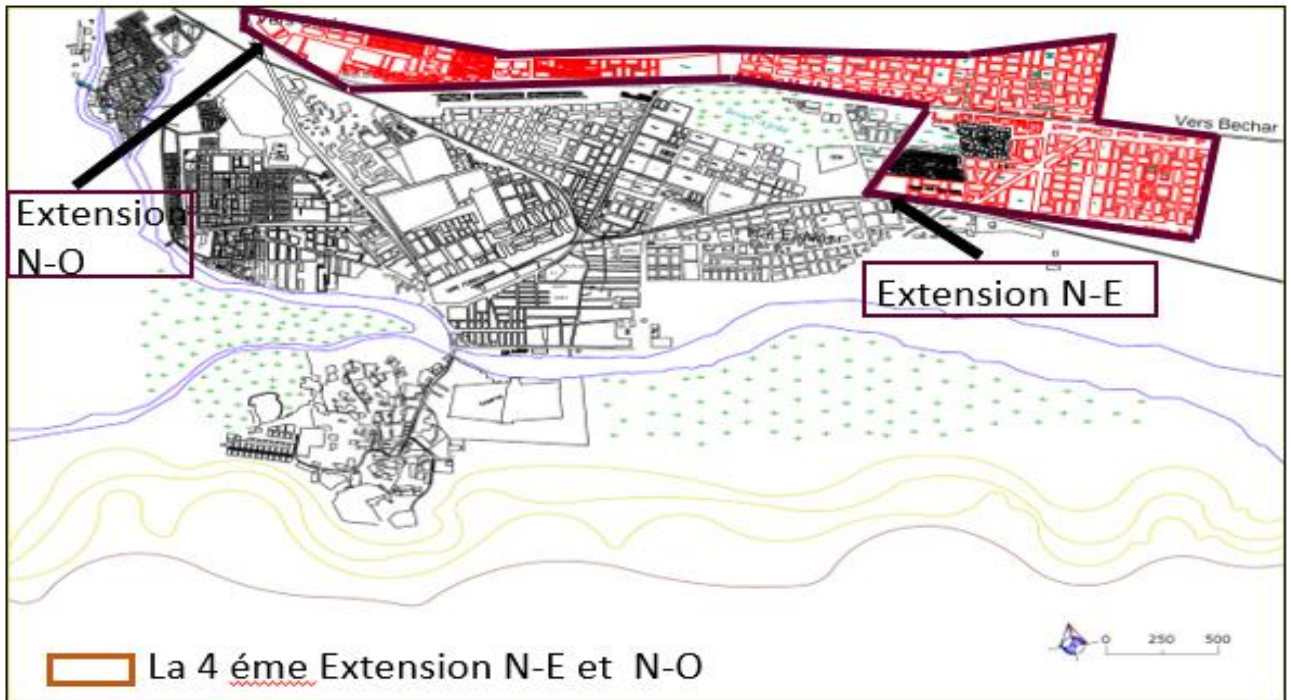 Vers Bechar
Extension
N-O
Extension N-E
La 4 éme Extension N-E et N-O
0 250 500